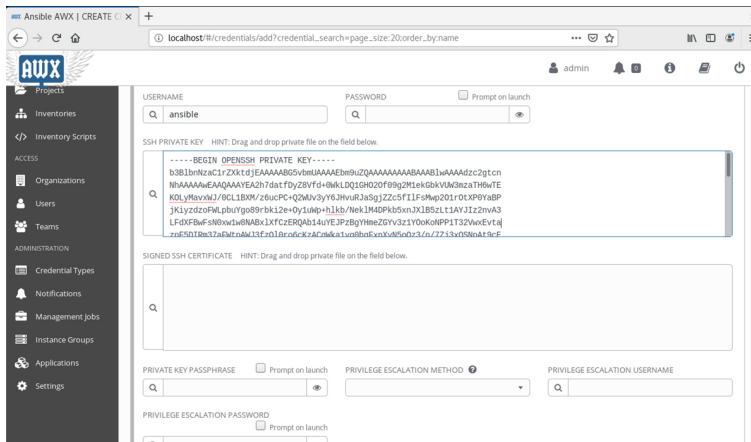 Ansible AWX | CREATE C
localhost/#/credentials/add?credential_search=page_size:20;order_by:name
AWX
admin
0
Projects
Inventories
Inventory Scripts
ACCESS
Organizations
Users
Teams
ADMINISTRATION
Credential Types
Notifications
Management Jobs
Instance Groups
Applications
Settings
USERNAME
PASSWORD
Prompt on launch
ansible
SSH PRIVATE KEY HINT: Drag and drop private file on the field below.
-----BEGIN OPENSSH PRIVATE KEY-----
SIGNED SSH CERTIFICATE HINT: Drag and drop private file on the field below.
PRIVATE KEY PASSPHRASE
Prompt on launch
PRIVILEGE ESCALATION METHOD
PRIVILEGE ESCALATION USERNAME
PRIVILEGE ESCALATION PASSWORD
Prompt on launch